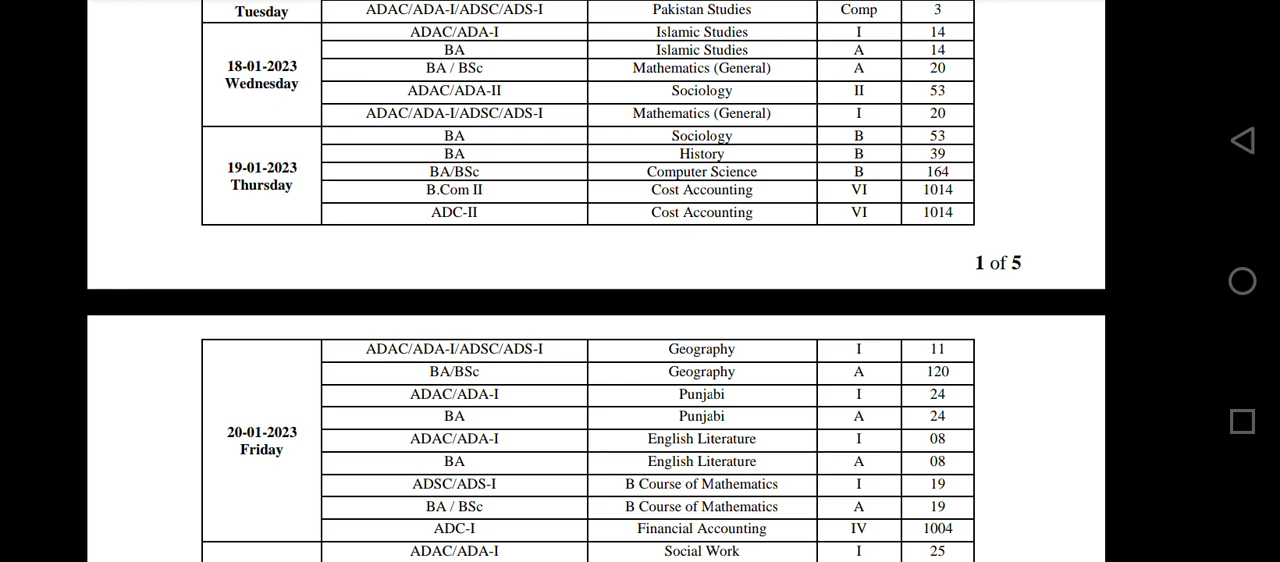 Tuesday ADAC/ADA-I/ADSC/ADS-I Pakistan Studies Comp 3
18-01-2023 Wednesday
ADAC/ADA-I Islamic Studies I 14
BA Islamic Studies A 14
BA / BSc Mathematics (General) A 20
ADAC/ADA-II Sociology II 53
ADAC/ADA-I/ADSC/ADS-I Mathematics (General) I 20
19-01-2023 Thursday
BA Sociology B 53
BA History B 39
BA/BSc Computer Science B 164
B.Com II Cost Accounting VI 1014
ADC-II Cost Accounting VI 1014
1 of 5
20-01-2023 Friday
ADAC/ADA-I/ADSC/ADS-I Geography I 11
BA/BSc Geography A 120
ADAC/ADA-I Punjabi I 24
BA Punjabi A 24
ADAC/ADA-I English Literature I 08
BA English Literature A 08
ADSC/ADS-I B Course of Mathematics I 19
BA / BSc B Course of Mathematics A 19
ADC-I Financial Accounting IV 1004
ADAC/ADA-I Social Work I 25